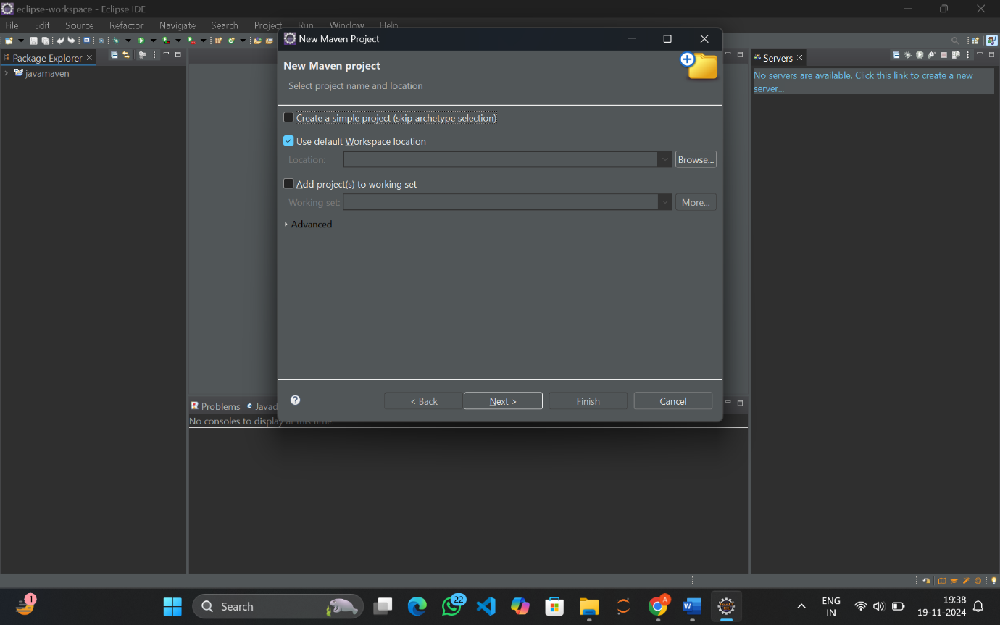 eclipse-workspace - Eclipse IDE
File Edit Source Refactor Navigate Search Project Run Window Help
New Maven Project
Package Explorer
javamaven
New Maven project
Select project name and location
Create a simple project (skip archetype selection)
Use default Workspace location
Location:
Browse...
Add project(s) to working set
Working set:
More...
Advanced
< Back
Next >
Finish
Cancel
Servers
No servers are available. Click this link to create a new
server...
Problems Javad
No consoles to display at this time.
1
Search
22
A
ENG
IN
19:38
19-11-2024